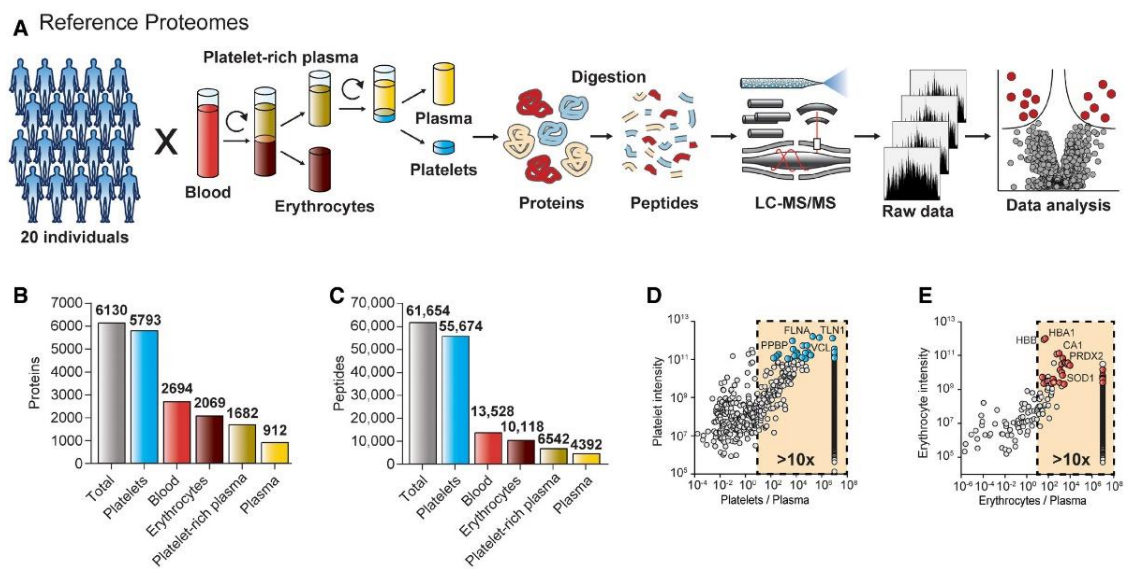 A Reference Proteomes
Platelet-rich plasma
Digestion
Plasma
Platelets
Blood
Erythrocytes
20 individuals
X
Proteins
Peptides
LC-MS/MS
Raw data
Data analysis
B
Proteins
7000
6000
5000
4000
3000
2000
1000
0
6130
5793
2694
2069
1682
912
Total
Platelets
Blood
Erythrocytes
Platelet-rich plasma
Plasma
C
Peptides
70,000
60,000
50,000
40,000
30,000
20,000
10,000
0
61,654
55,674
13,528
10,118
6542
4392
Total
Platelets
Blood
Erythrocytes
Platelet-rich plasma
Plasma
D
Platelet intensity
10¹³
10¹¹
10⁹
10⁷
10⁵
FLNA
TLN1
PPBP
VCL
>10x
10⁻⁴ 10⁻² 10⁰ 10² 10⁴ 10⁶ 10⁸
Platelets / Plasma
E
Erythrocyte intensity
10¹³
10¹¹
10⁹
10⁷
HBB
HBA1
CA1
PRDX2
SOD1
>10x
10⁻⁶ 10⁻⁴ 10⁻² 10⁰ 10² 10⁴ 10⁶ 10⁸
Erythrocytes / Plasma